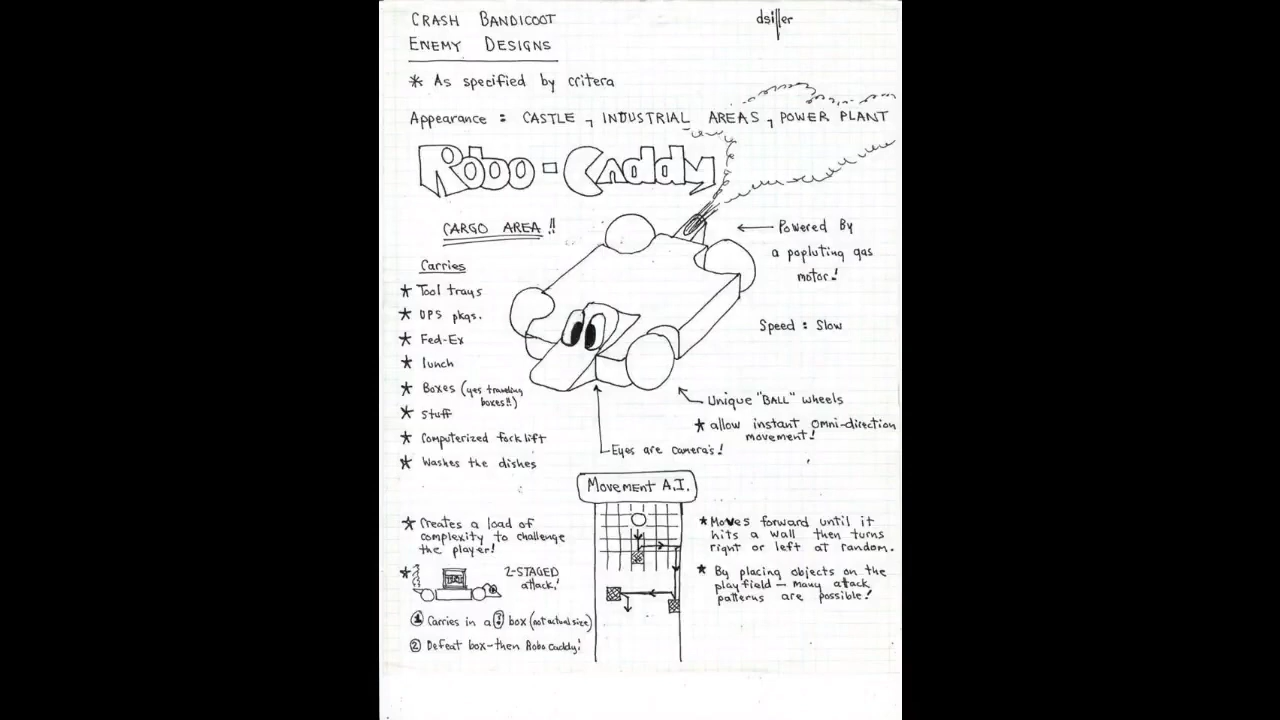 CRASH BANDICOOT
ENEMY DESIGNS
dsiller
* As specified by critera
Appearance : CASTLE, INDUSTRIAL AREAS, POWER PLANT
ROBO-CADDY
CARGO AREA!!
Carries
* Tool trays
* UPS pkgs.
* Fed-Ex
* lunch
* Boxes (yes traveling
boxes!!)
* stuff
* Computerized fork lift
* Washes the dishes
Powered By
a popluting gas
motor!
Speed : Slow
Unique "BALL" wheels
* allow instant omni-direction
movement!
Eyes are camera's!
Movement A.I.
* Creates a load of
complexity to challenge
the player!
* 2-STAGED
attack!
① Carries in a ? box (not actual size)
② Defeat box-then Robo Caddy!
* Moves forward until it
hits a wall then turns
right or left at random.
* By placing objects on the
playfield - many attack
patterns are possible!